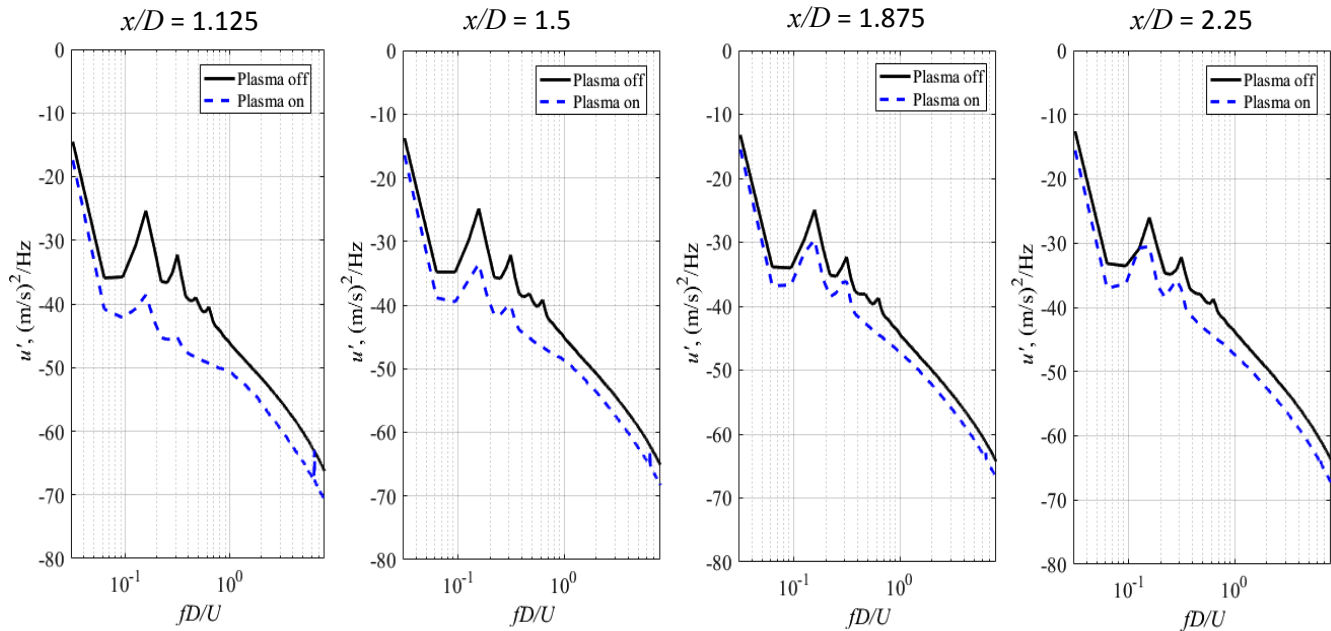 x/D = 1.125
x/D = 1.5
x/D = 1.875
x/D = 2.25
0
-10
-20
-30
-40
-50
-60
-70
-80
u′, (m/s)²/Hz
Plasma off
Plasma on
10⁻¹
10⁰
fD/U
0
-10
-20
-30
-40
-50
-60
-70
-80
u′, (m/s)²/Hz
Plasma off
Plasma on
10⁻¹
10⁰
fD/U
0
-10
-20
-30
-40
-50
-60
-70
-80
u′, (m/s)²/Hz
Plasma off
Plasma on
10⁻¹
10⁰
fD/U
0
-10
-20
-30
-40
-50
-60
-70
-80
u′, (m/s)²/Hz
Plasma off
Plasma on
10⁻¹
10⁰
fD/U